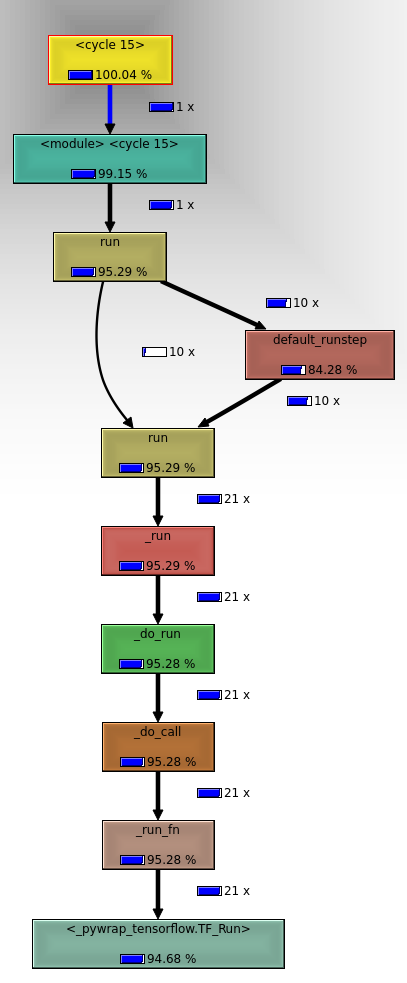 <cycle 15>
100.04 %
1 x
<module> <cycle 15>
99.15 %
1 x
run
95.29 %
10 x
default_runstep
10 x
84.28 %
10 x
run
95.29 %
21 x
_run
95.29 %
21 x
_do_run
95.28 %
21 x
_do_call
95.28 %
21 x
_run_fn
95.28 %
21 x
<_pywrap_tensorflow.TF_Run>
94.68 %